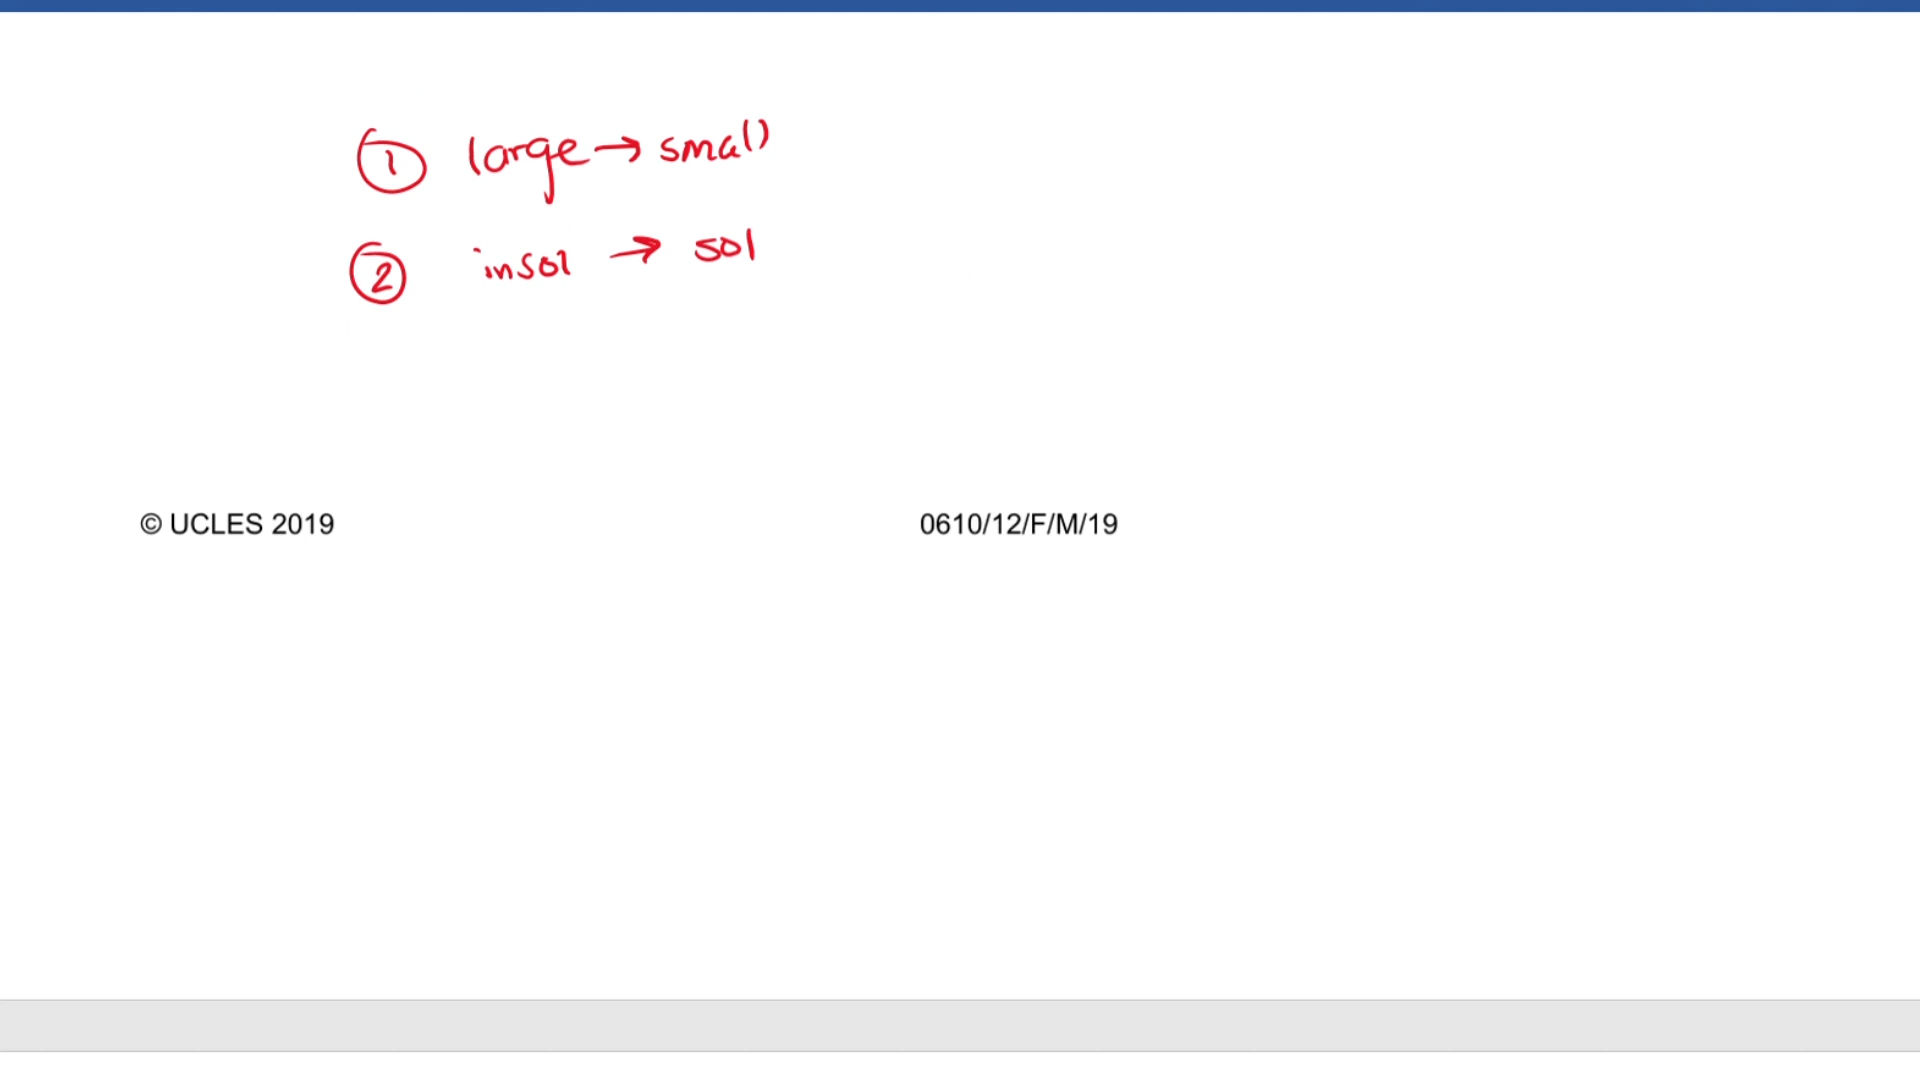 ① large → small
② insol → sol
© UCLES 2019 0610/12/F/M/19